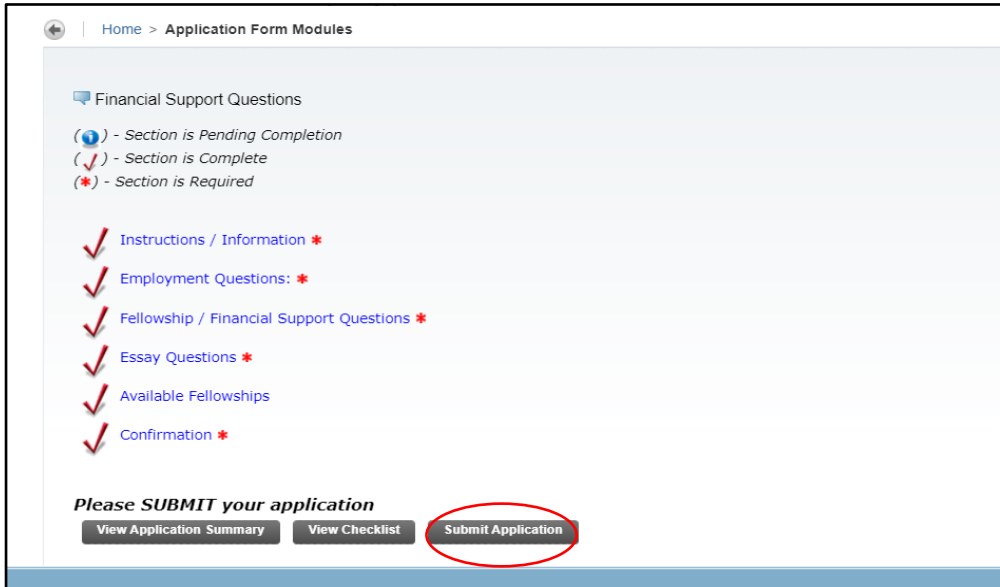 Home > Application Form Modules
Financial Support Questions
( ) - Section is Pending Completion
( ) - Section is Complete
(*) - Section is Required
Instructions / Information *
Employment Questions: *
Fellowship / Financial Support Questions *
Essay Questions *
Available Fellowships
Confirmation *
Please SUBMIT your application
View Application Summary View Checklist Submit Application